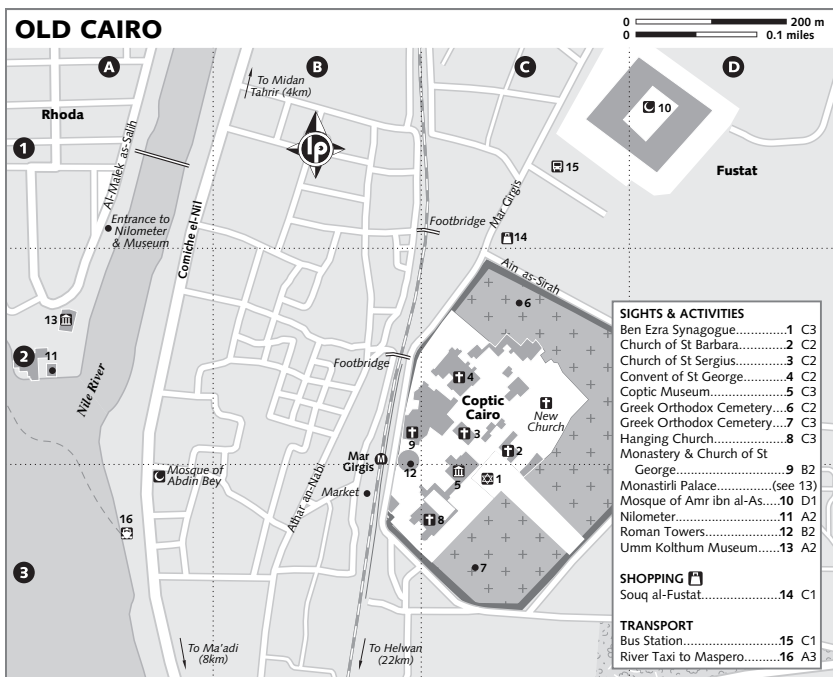 OLD CAIRO
0 200 m
0 0.1 miles
A
B
C
D
1
2
3
To Midan
Tahrir (4km)
Rhoda
lp
10
15
Fustat
Al-Malek as-Salih
Mar Girgis
Entrance to
Nilometer
& Museum
Footbridge
14
Corniche el-Nil
Ain as-Sirah
6
13
11
Footbridge
4
Coptic
Cairo
New
Church
Nile River
3
9
2
Mar
Girgis
M
12
5
1
Mosque of
Abdin Bey
Athar an-Nabi
Market
16
8
7
To Ma'adi
(8km)
To Helwan
(22km)
SIGHTS & ACTIVITIES
Ben Ezra Synagogue..............1 C3
Church of St Barbara.............2 C2
Church of St Sergius..............3 C2
Convent of St George............4 C2
Coptic Museum.....................5 C3
Greek Orthodox Cemetery....6 C2
Greek Orthodox Cemetery....7 C3
Hanging Church....................8 C3
Monastery & Church of St
George..............................9 B2
Monastirli Palace............(see 13)
Mosque of Amr ibn al-As....10 D1
Nilometer............................11 A2
Roman Towers....................12 B2
Umm Kolthum Museum.....13 A2
SHOPPING
Souq al-Fustat.....................14 C1
TRANSPORT
Bus Station..........................15 C1
River Taxi to Maspero.........16 A3